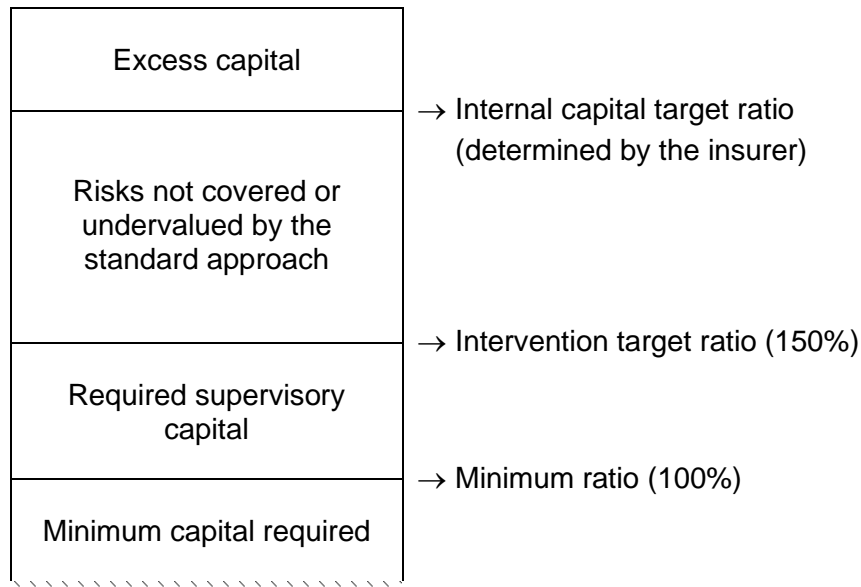 Excess capital
→ Internal capital target ratio
(determined by the insurer)
Risks not covered or
undervalued by the
standard approach
→ Intervention target ratio (150%)
Required supervisory
capital
→ Minimum ratio (100%)
Minimum capital required